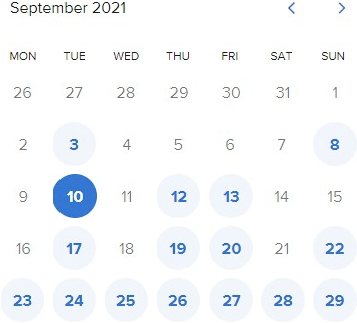 September 2021
MON TUE WED THU FRI SAT SUN
26 27 28 29 30 31 1
2 3 4 5 6 7 8
9 10 11 12 13 14 15
16 17 18 19 20 21 22
23 24 25 26 27 28 29